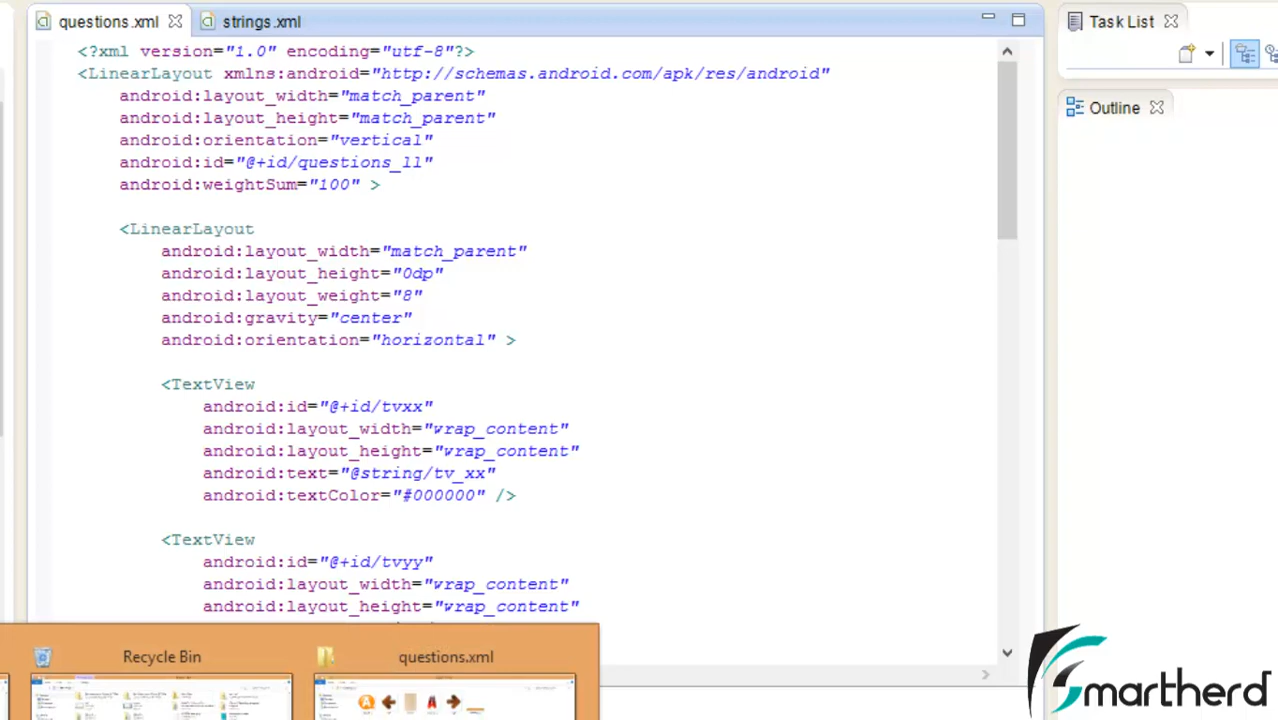 questions.xml
strings.xml
Task List
<?xml version="1.0" encoding="utf-8"?>
<LinearLayout xmlns:android="http://schemas.android.com/apk/res/android"
android:layout_width="match_parent"
android:layout_height="match_parent"
Outline
android:orientation="vertical"
android:id="@+id/questions_ll"
android:weightSum="100" >
<LinearLayout
android:layout_width="match_parent"
android:layout_height="0dp"
android:layout_weight="8"
android:gravity="center"
android:orientation="horizontal" >
<TextView
android:id="@+id/tvxx"
android:layout_width="wrap_content"
android:layout_height="wrap_content"
android:text="@string/tv_xx"
android:textColor="#000000" />
<TextView
android:id="@+id/tvyy"
android:layout_width="wrap_content"
android:layout_height="wrap_content"
Recycle Bin
questions.xml
Smartherd